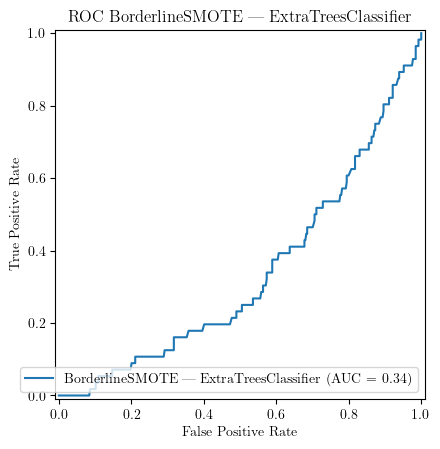 ROC BorderlineSMOTE — ExtraTreesClassifier
1.0
0.8
0.6
0.4
0.2
0.0
True Positive Rate
BorderlineSMOTE — ExtraTreesClassifier (AUC = 0.34)
0.0 0.2 0.4 0.6 0.8 1.0
False Positive Rate